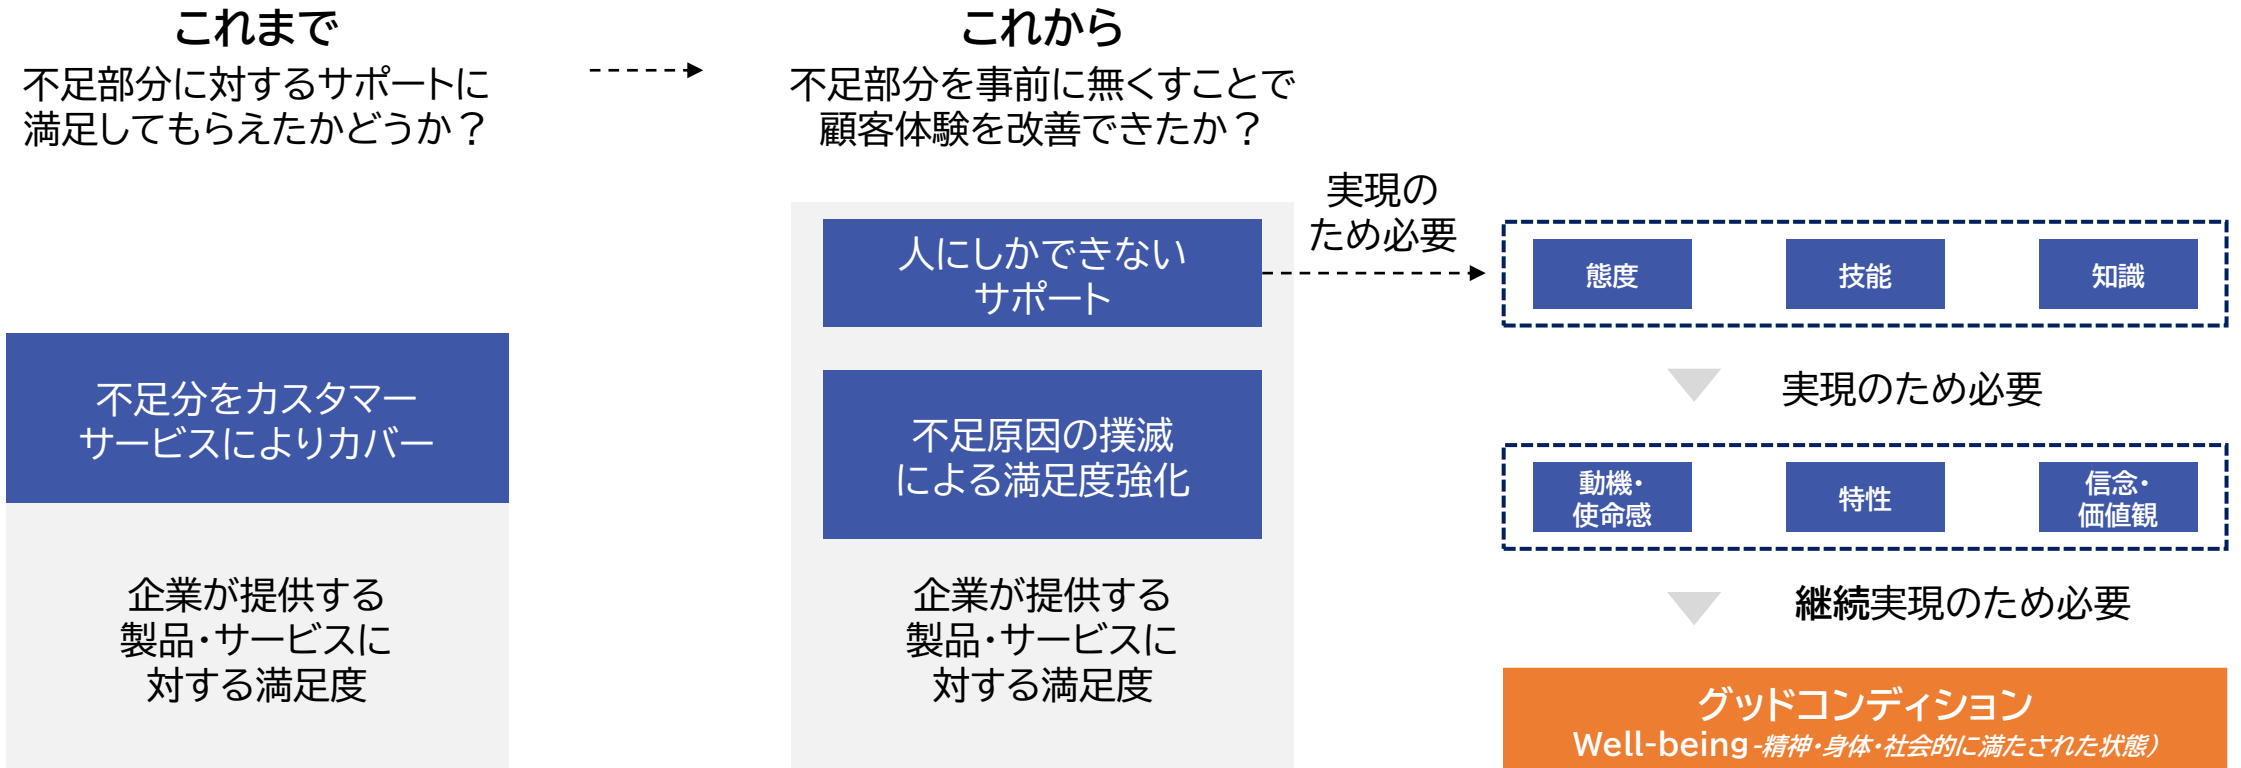 これまで
不足部分に対するサポートに
満足してもらえたかどうか？
これから
不足部分を事前に無くすことで
顧客体験を改善できたか？
不足分をカスタマー
サービスによりカバー
企業が提供する
製品・サービスに
対する満足度
人にしかできない
サポート
不足原因の撲滅
による満足度強化
企業が提供する
製品・サービスに
対する満足度
実現の
ため必要
態度
技能
知識
実現のため必要
動機・
使命感
特性
信念・
価値観
継続実現のため必要
グッドコンディション
Well-being-精神・身体・社会的に満たされた状態）